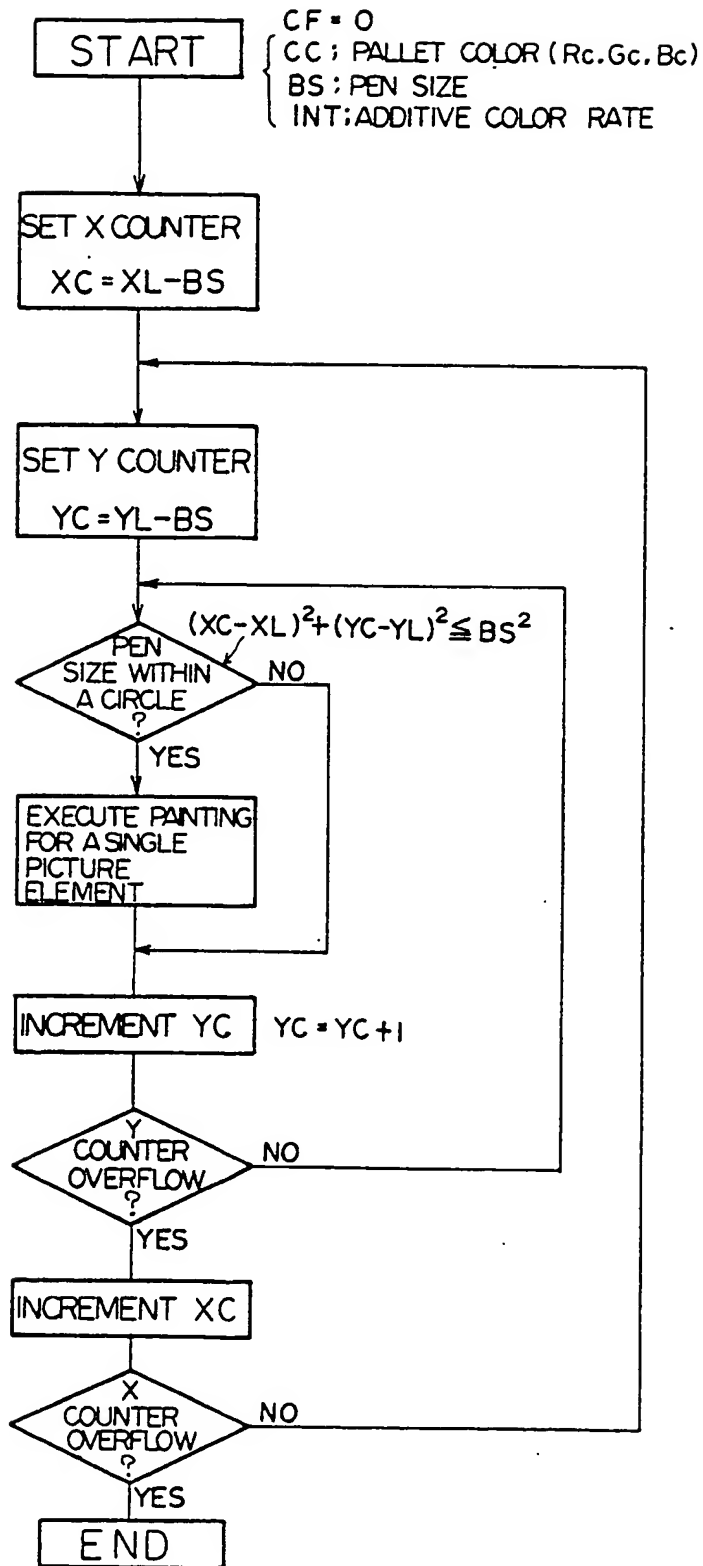 START
CF = 0
CC ; PALLET COLOR (Rc.Gc.Bc)
BS ; PEN SIZE
INT; ADDITIVE COLOR RATE
SET X COUNTER
XC = XL-BS
SET Y COUNTER
YC = YL-BS
(XC-XL)²+(YC-YL)² ≦ BS²
PEN
SIZE WITHIN
A CIRCLE
?
NO
YES
EXECUTE PAINTING
FOR A SINGLE
PICTURE
ELEMENT
INCREMENT YC
YC = YC +1
Y
COUNTER
OVERFLOW
?
NO
YES
INCREMENT XC
X
COUNTER
OVERFLOW
?
NO
YES
END